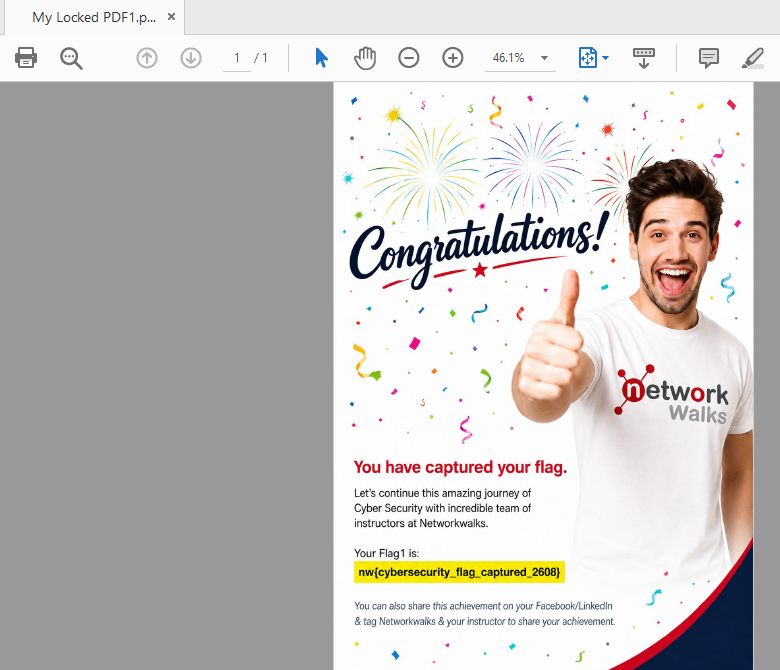 My Locked PDF1.p...
1 / 1
46.1%
Congratulations!
network
Walks
You have captured your flag.
Let's continue this amazing journey of
Cyber Security with incredible team of
instructors at Networkwalks.
Your Flag1 is:
nw{cybersecurity_flag_captured_2608}
You can also share this achievement on your Facebook/LinkedIn
& tag Networkwalks & your instructor to share your achievement.